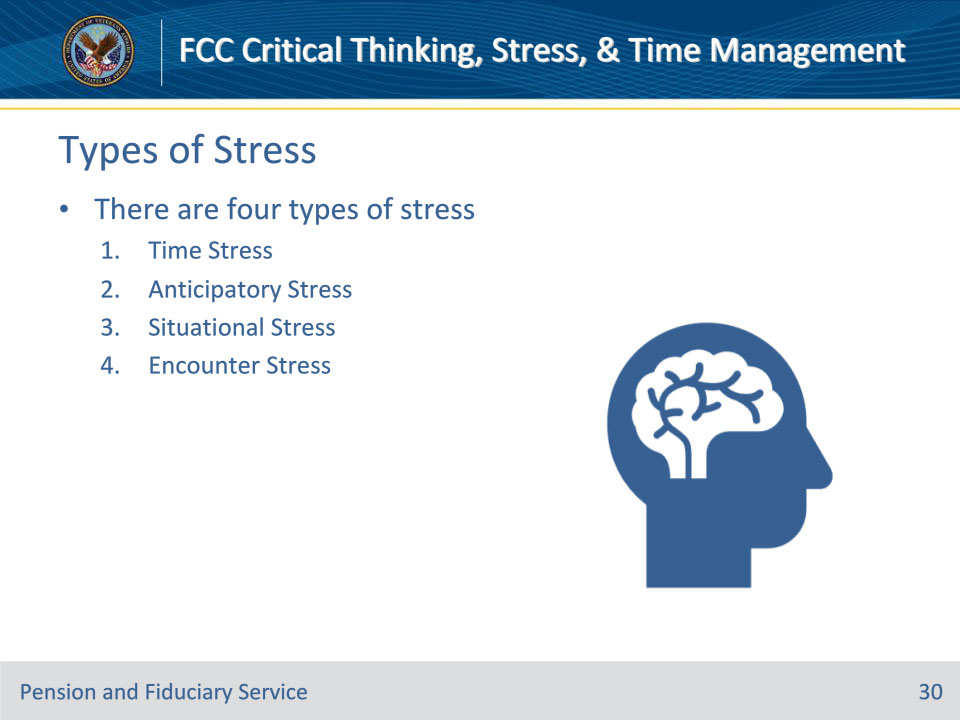 FCC Critical Thinking, Stress, & Time Management
Types of Stress
• There are four types of stress
1. Time Stress
2. Anticipatory Stress
3. Situational Stress
4. Encounter Stress
Pension and Fiduciary Service
30